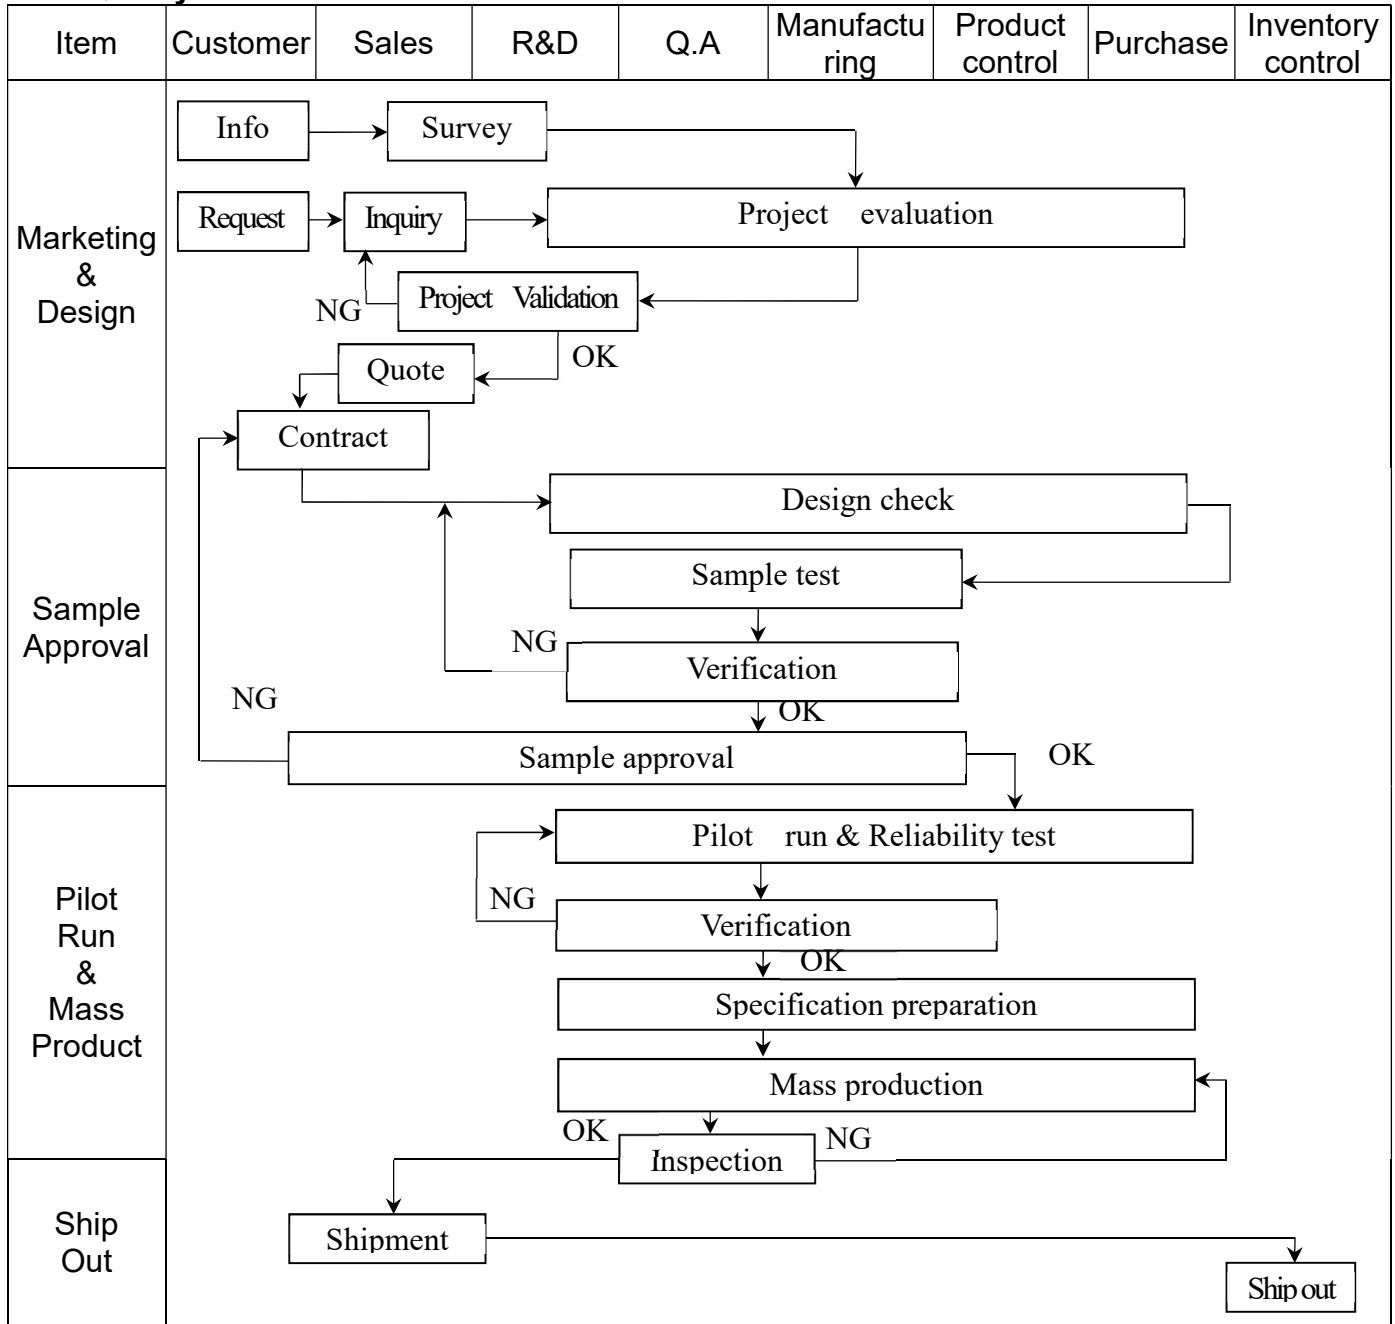 Item
Customer
Sales
R&D
Q.A
Manufactu
ring
Product
control
Purchase
Inventory
control
Marketing
&
Design
Info
Survey
Request
Inquiry
Project evaluation
NG
Project Validation
OK
Quote
Contract
Sample
Approval
Design check
Sample test
NG
Verification
NG
OK
Sample approval
OK
Pilot
Run
&
Mass
Product
Pilot run & Reliability test
NG
Verification
OK
Specification preparation
Mass production
OK
NG
Inspection
Ship
Out
Shipment
Ship out